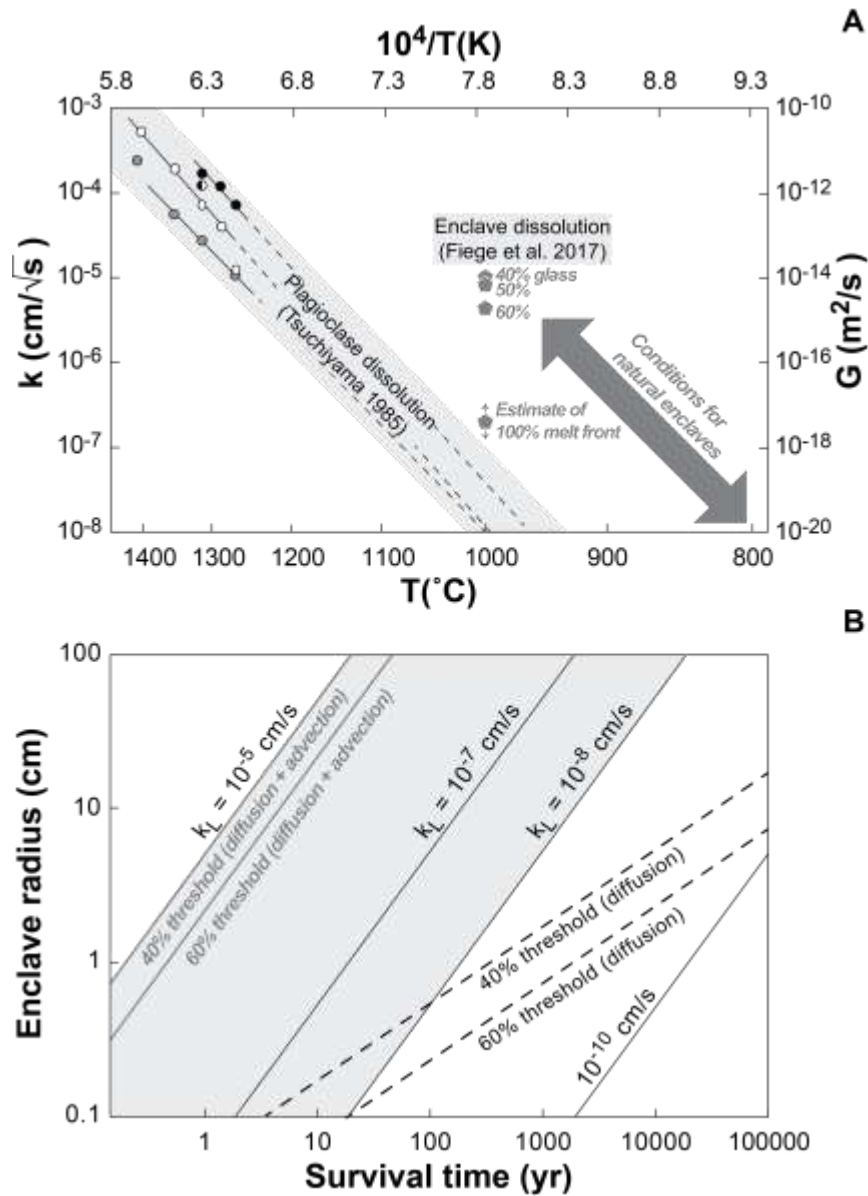 A
10⁴/T(K)
5.8 6.3 6.8 7.3 7.8 8.3 8.8 9.3
10⁻³ 10⁻¹⁰
10⁻⁴ 10⁻¹²
Enclave dissolution
(Fiege et al. 2017)
10⁻⁵ 10⁻¹⁴
40% glass
50%
60%
k (cm/√s)
G (m²/s)
Plagioclase dissolution
(Tsuchiyama 1985)
Conditions for
natural enclaves
10⁻⁶ 10⁻¹⁶
Estimate of
100% melt front
10⁻⁷ 10⁻¹⁸
10⁻⁸ 10⁻²⁰
1400 1300 1200 1100 1000 900 800
T(˚C)
B
100
10
1
0.1
Enclave radius (cm)
k_L = 10⁻⁵ cm/s
40% threshold (diffusion + advection)
60% threshold (diffusion + advection)
k_L = 10⁻⁷ cm/s
k_L = 10⁻⁸ cm/s
40% threshold (diffusion)
60% threshold (diffusion)
10⁻¹⁰ cm/s
1 10 100 1000 10000 100000
Survival time (yr)